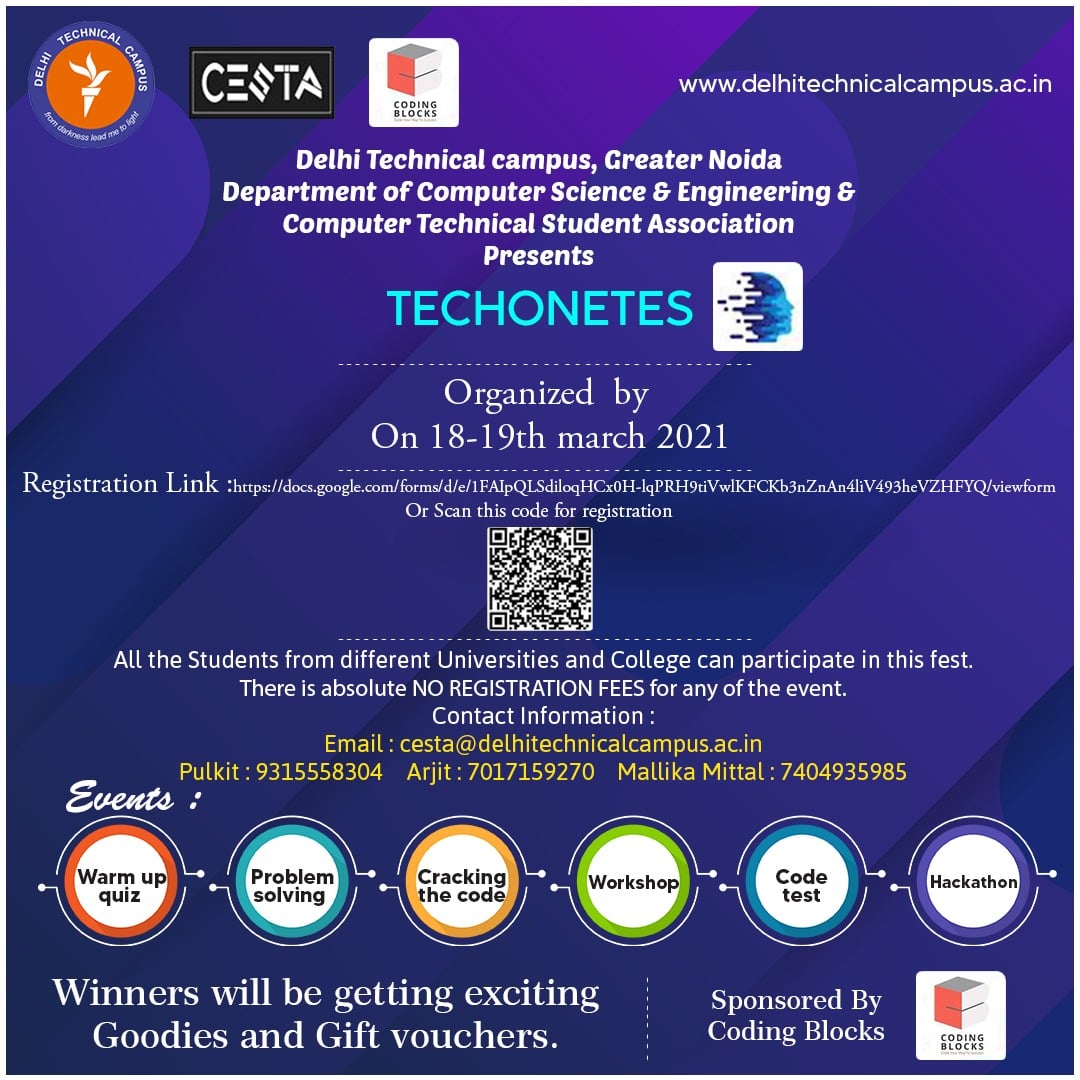 DELHI TECHNICAL CAMPUS
from darkness lead me to light
CESTA
CODING
BLOCKS
www.delhitechnicalcampus.ac.in
Delhi Technical campus, Greater Noida
Department of Computer Science & Engineering &
Computer Technical Student Association
Presents
TECHONETES
Organized by
On 18-19th march 2021
Registration Link :https://docs.google.com/forms/d/e/1FAIpQLSdiloqHCx0H-lqPRH9tiVwlKFCKb3nZnAn4liV493heVZHFYQ/viewform
Or Scan this code for registration
All the Students from different Universities and College can participate in this fest.
There is absolute NO REGISTRATION FEES for any of the event.
Contact Information :
Email : cesta@delhitechnicalcampus.ac.in
Pulkit : 9315558304 Arjit : 7017159270 Mallika Mittal : 7404935985
Events :
Warm up
quiz
Problem
solving
Cracking
the code
Workshop
Code
test
Hackathon
Winners will be getting exciting
Goodies and Gift vouchers.
Sponsored By
Coding Blocks
CODING
BLOCKS